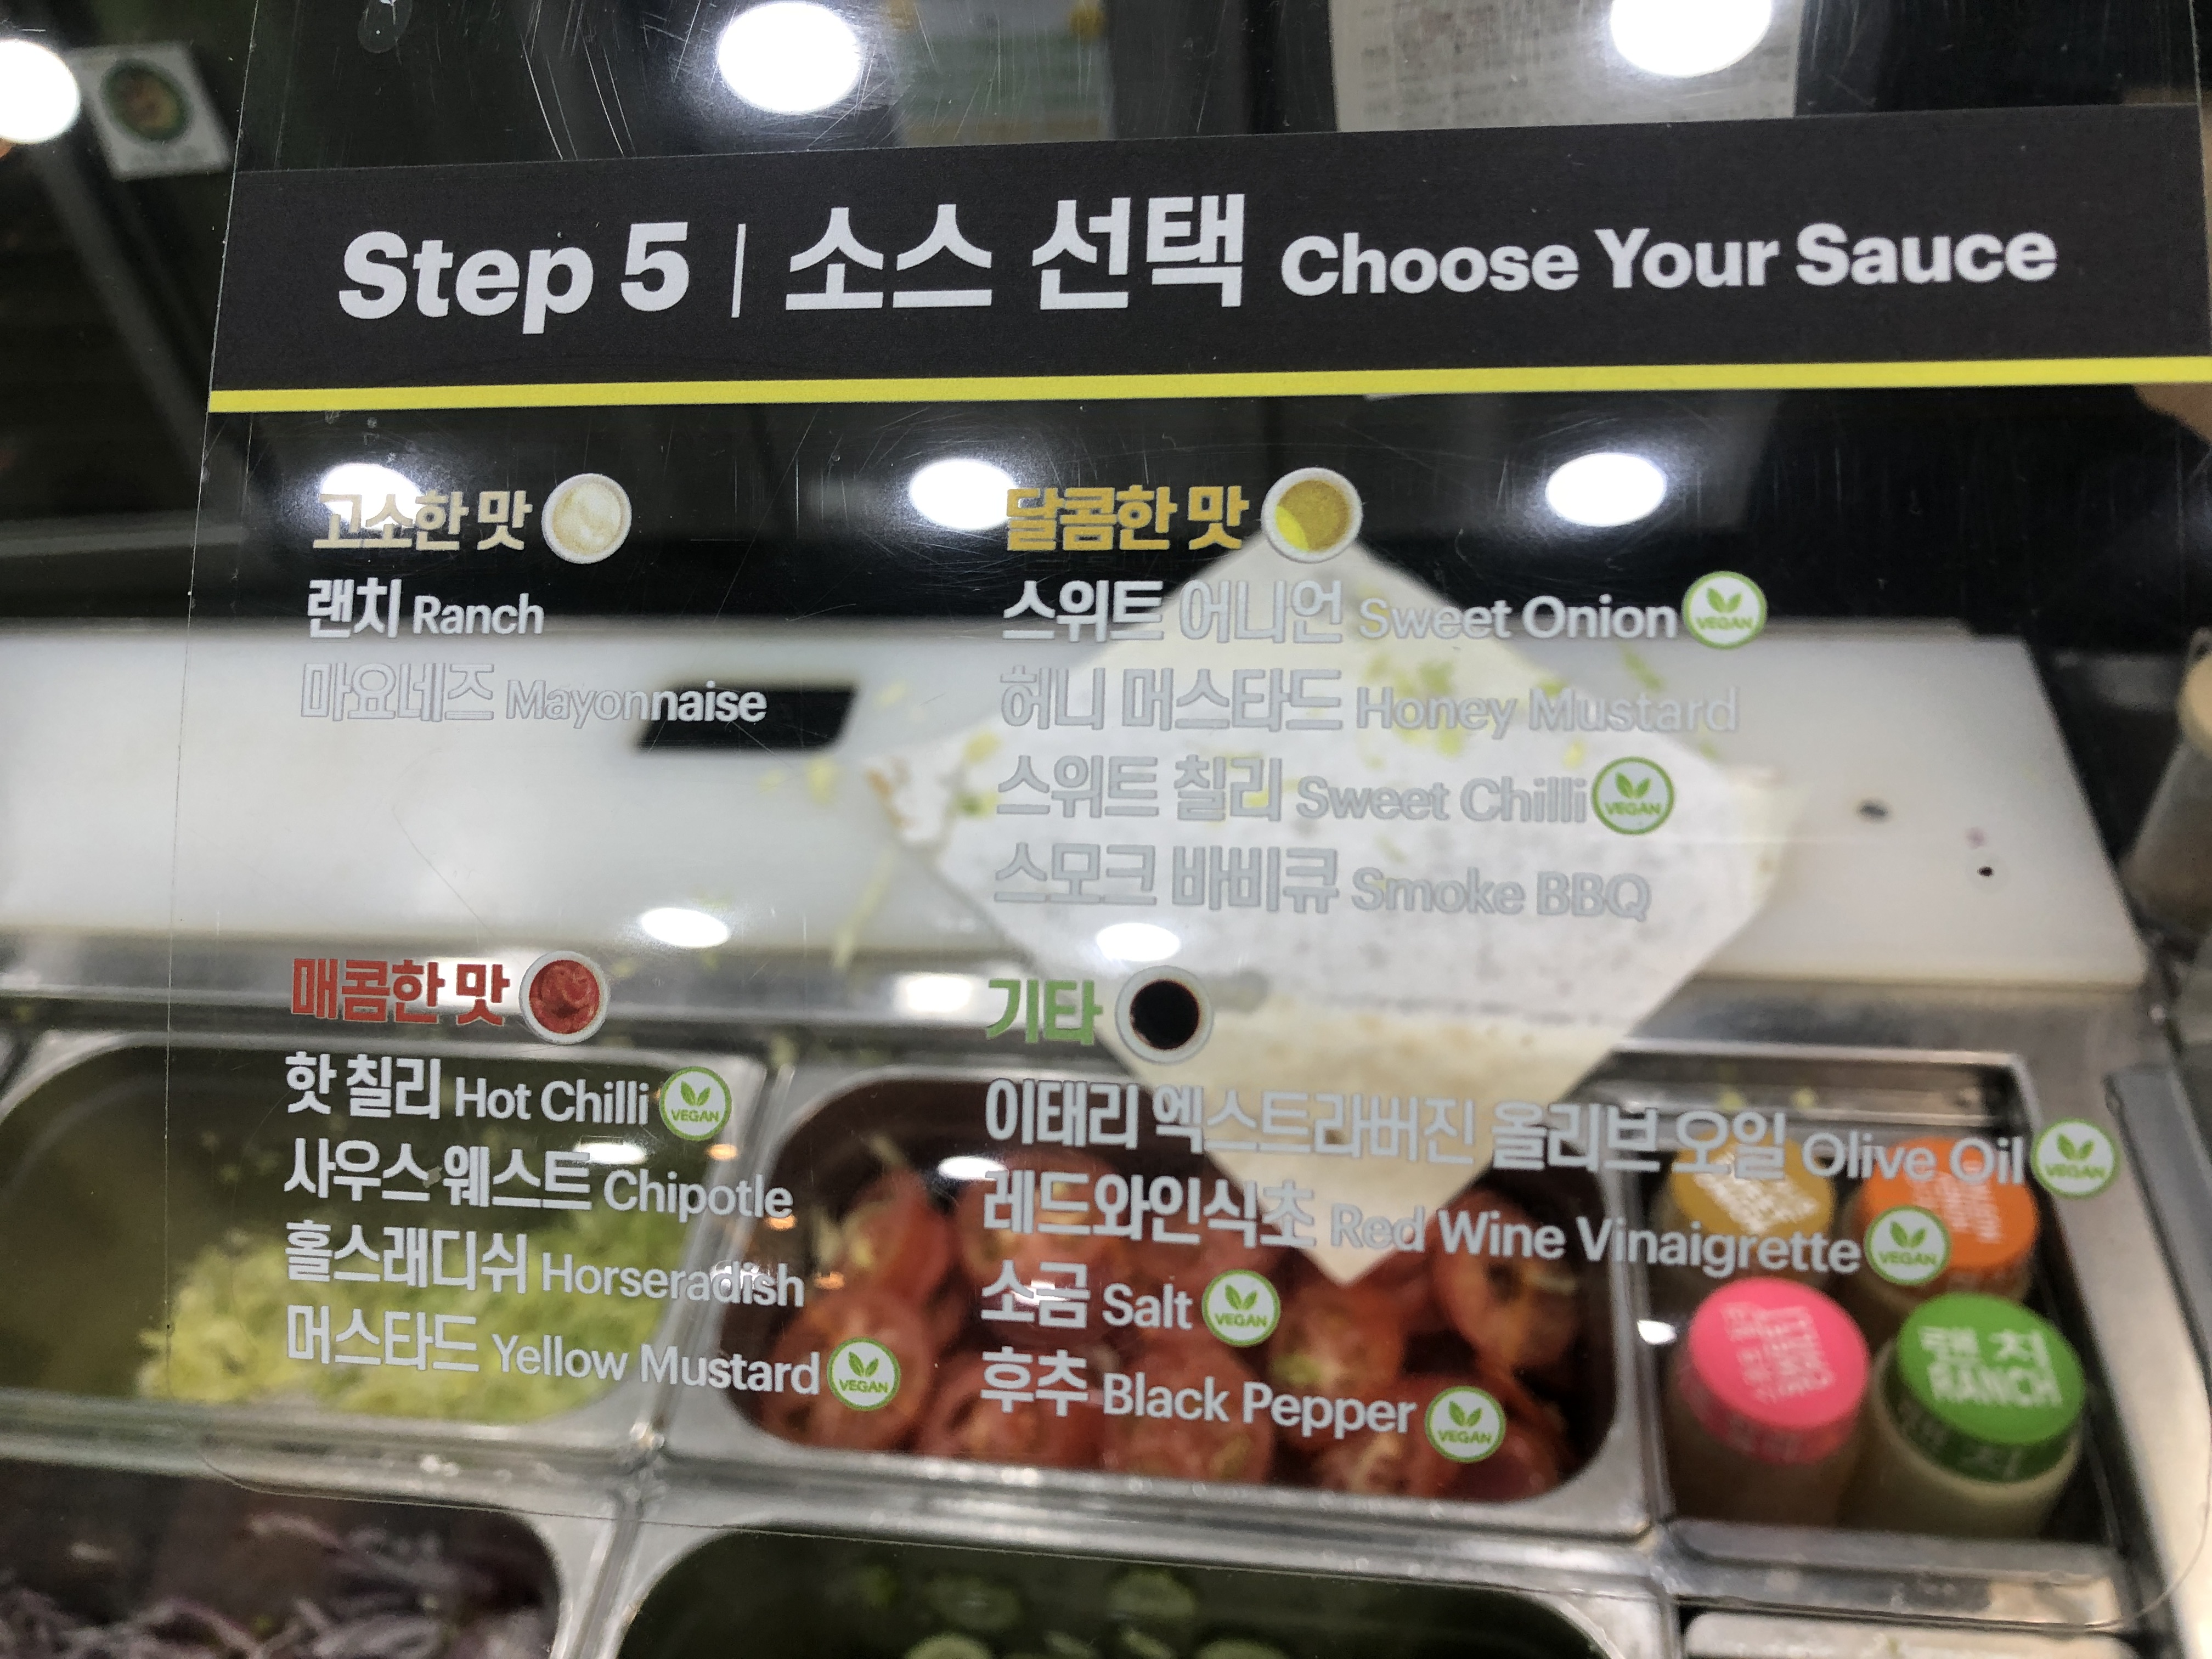 Step 5 | 소스 선택 Choose Your Sauce
고소한 맛
랜치 Ranch
마요네즈 Mayonnaise
달콤한 맛
스위트 어니언 Sweet Onion VEGAN
허니 머스타드 Honey Mustard
스위트 칠리 Sweet Chilli VEGAN
스모크 바비큐 Smoke BBQ
매콤한 맛
핫 칠리 Hot Chilli VEGAN
사우스 웨스트 Chipotle
홀스래디쉬 Horseradish
머스타드 Yellow Mustard VEGAN
기타
이태리 엑스트라버진 올리브 오일 Olive Oil VEGAN
레드와인식초 Red Wine Vinaigrette VEGAN
소금 Salt VEGAN
후추 Black Pepper VEGAN
랜 치
RANCH